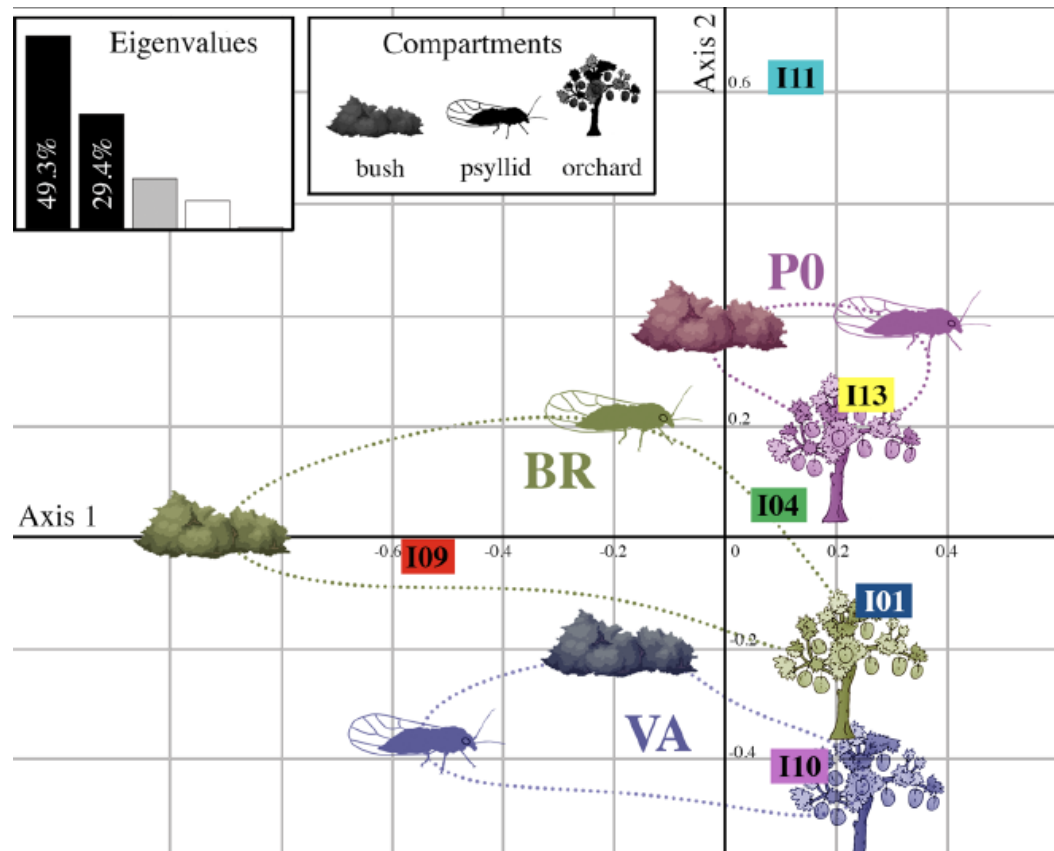 Eigenvalues
49.3%
29.4%
Compartments
bush psyllid orchard
Axis 2
0.6
I11
P0
I13
0.2
BR
I04
Axis 1
-0.6 -0.4 -0.2 0 0.2 0.4
I09
I01
-0.2
VA
-0.4
I10